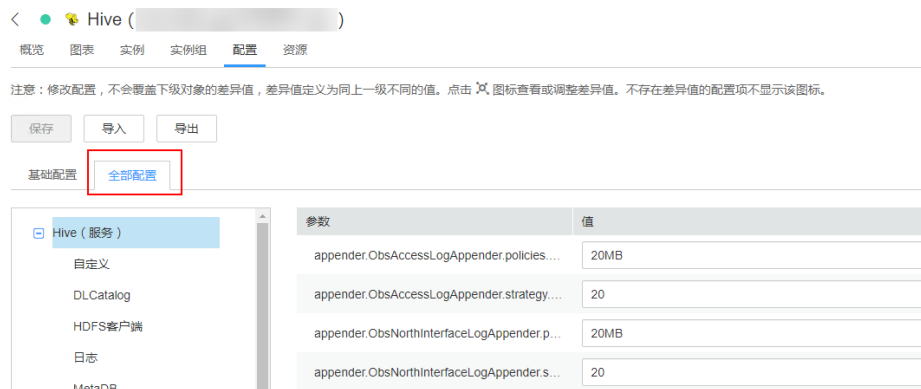 Hive ( )
概览 图表 实例 实例组 配置 资源
注意：修改配置，不会覆盖下级对象的差异值，差异值定义为同上一级不同的值。点击 图标查看或调整差异值。不存在差异值的配置项不显示该图标。
保存 导入 导出
基础配置 全部配置
Hive（服务）
自定义
DLCatalog
HDFS客户端
日志
MetaDB
参数 值
appender.ObsAccessLogAppender.policies.... 20MB
appender.ObsAccessLogAppender.strategy.... 20
appender.ObsNorthInterfaceLogAppender.p... 20MB
appender.ObsNorthInterfaceLogAppender.s... 20